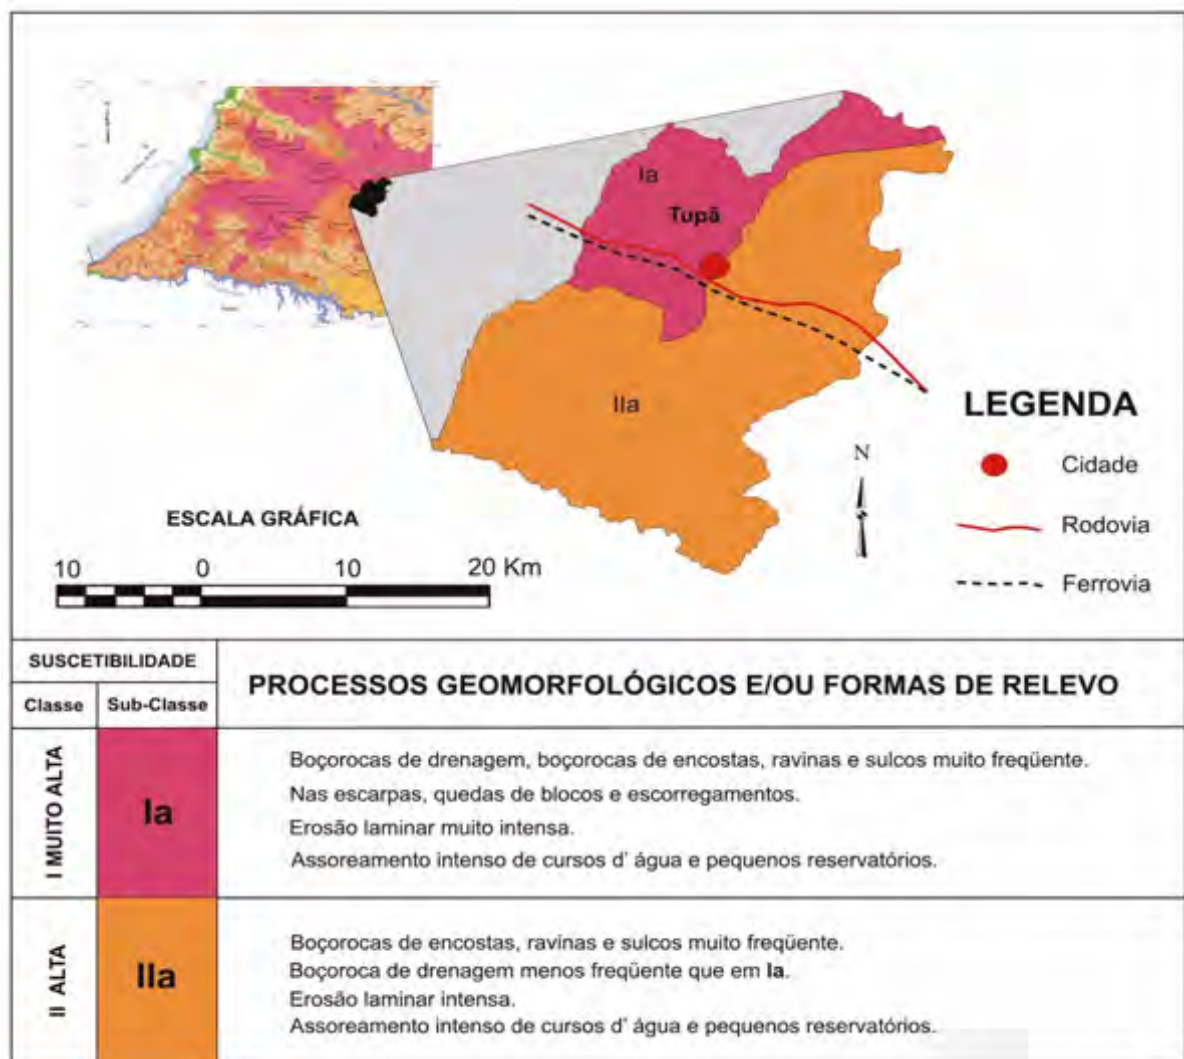 Ia
Tupã
IIa
LEGENDA
N
Cidade
Rodovia
Ferrovia
ESCALA GRÁFICA
10 0 10 20 Km
SUSCETIBILIDADE
Classe
Sub-Classe
PROCESSOS GEOMORFOLÓGICOS E/OU FORMAS DE RELEVO
I MUITO ALTA
Ia
Boçorocas de drenagem, boçorocas de encostas, ravinas e sulcos muito freqüente.
Nas escarpas, quedas de blocos e escorregamentos.
Erosão laminar muito intensa.
Assoreamento intenso de cursos d' água e pequenos reservatórios.
II ALTA
IIa
Boçorocas de encostas, ravinas e sulcos muito freqüente.
Boçoroca de drenagem menos freqüente que em Ia.
Erosão laminar intensa.
Assoreamento intenso de cursos d' água e pequenos reservatórios.